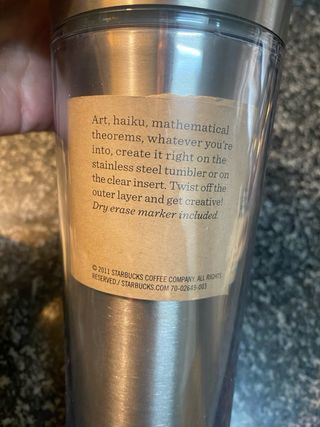 Art, haiku, mathematical
theorems, whatever you're
into, create it right on the
stainless steel tumbler or on
the clear insert. Twist off the
outer layer and get creative!
Dry erase marker included.
© 2011 STARBUCKS COFFEE COMPANY. ALL RIGHTS
RESERVED / STARBUCKS.COM 70-02649-003